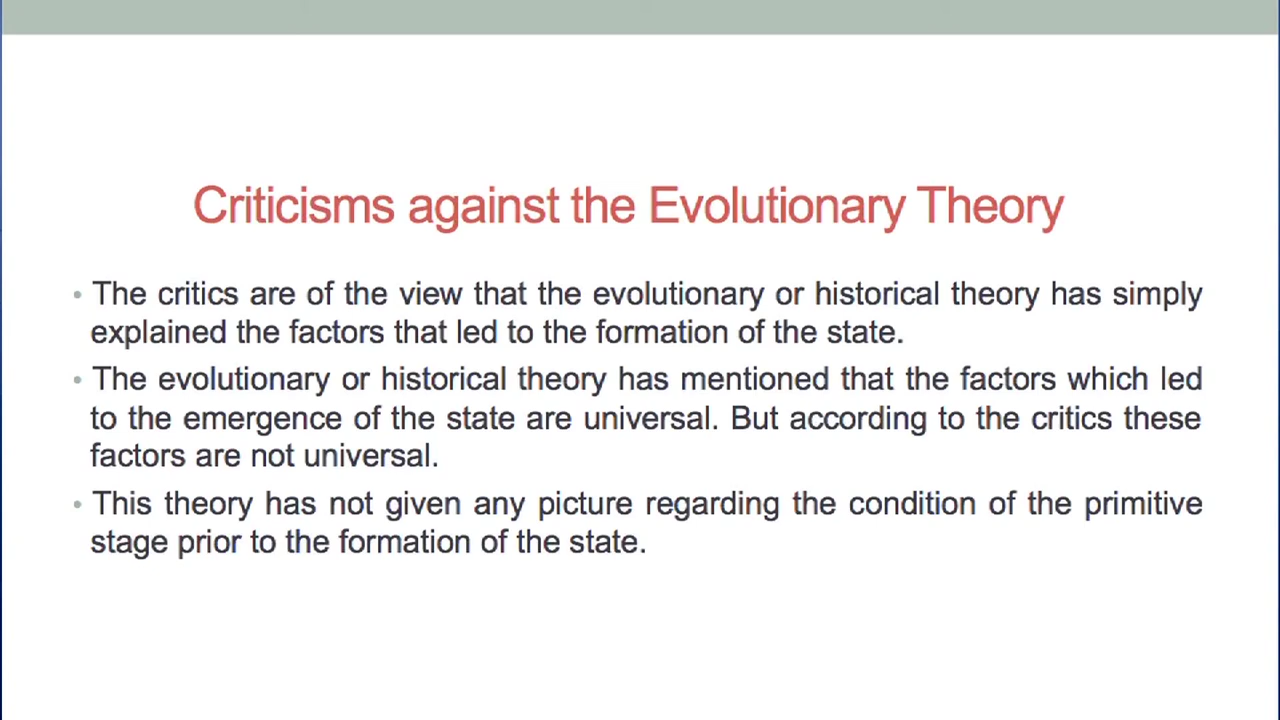 Criticisms against the Evolutionary Theory
• The critics are of the view that the evolutionary or historical theory has simply
explained the factors that led to the formation of the state.
• The evolutionary or historical theory has mentioned that the factors which led
to the emergence of the state are universal. But according to the critics these
factors are not universal.
• This theory has not given any picture regarding the condition of the primitive
stage prior to the formation of the state.